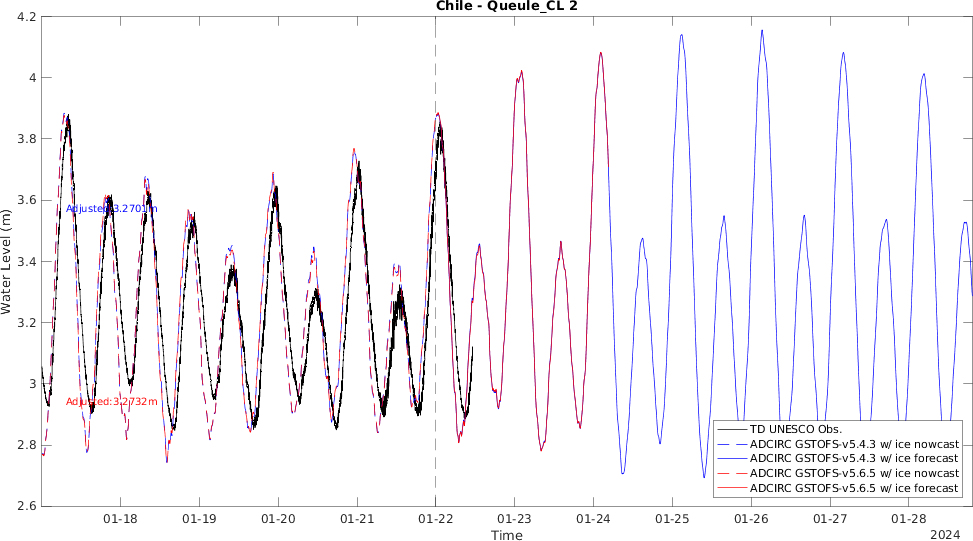 Chile - Queule_CL 2
Water Level (m)
4.2
4
3.8
3.6
3.4
3.2
3
2.8
2.6
Adjusted:3.2701m
Adjusted:3.2732m
TD UNESCO Obs.
ADCIRC GSTOFS-v5.4.3 w/ ice nowcast
ADCIRC GSTOFS-v5.4.3 w/ ice forecast
ADCIRC GSTOFS-v5.6.5 w/ ice nowcast
ADCIRC GSTOFS-v5.6.5 w/ ice forecast
01-18 01-19 01-20 01-21 01-22 01-23 01-24 01-25 01-26 01-27 01-28
Time
2024